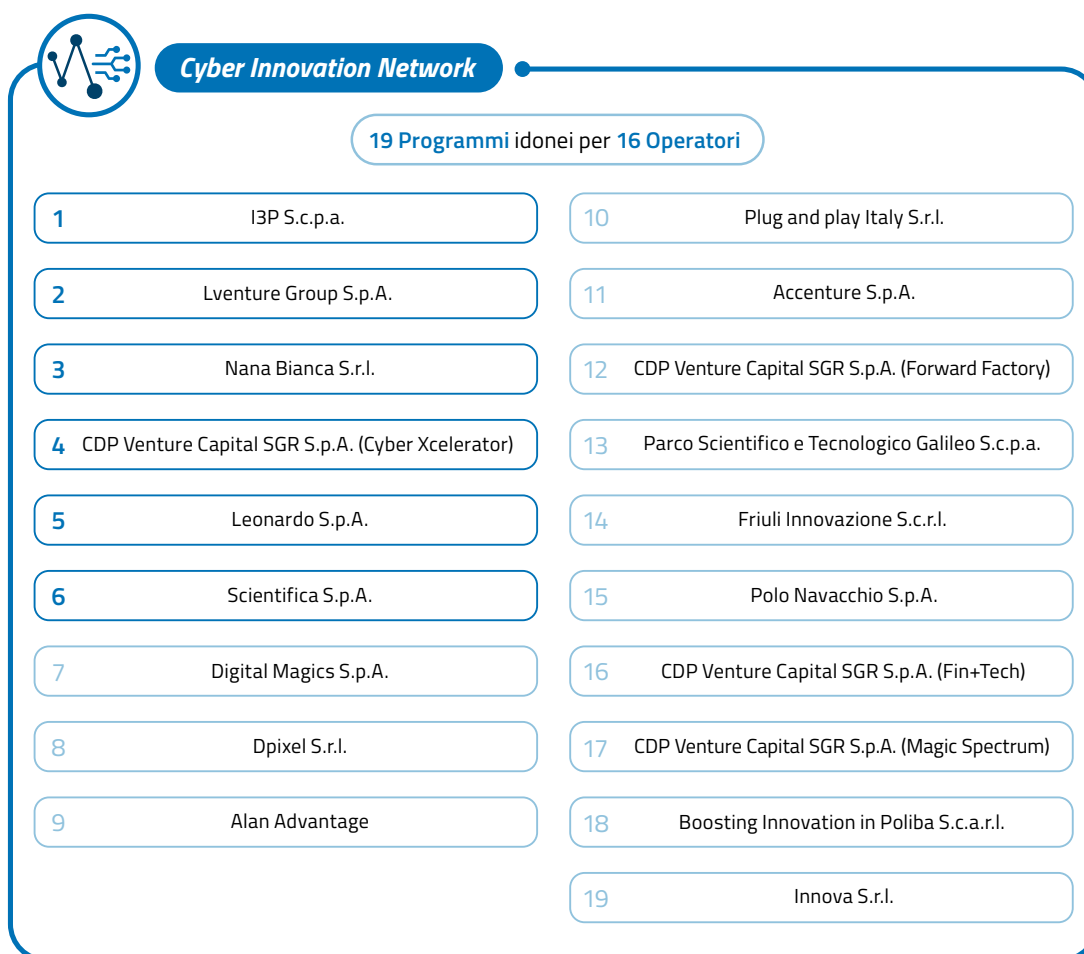 Cyber Innovation Network
19 Programmi idonei per 16 Operatori
1 I3P S.c.p.a.
2 Lventure Group S.p.A.
3 Nana Bianca S.r.l.
4 CDP Venture Capital SGR S.p.A. (Cyber Xcelerator)
5 Leonardo S.p.A.
6 Scientifica S.p.A.
7 Digital Magics S.p.A.
8 Dpixel S.r.l.
9 Alan Advantage
10 Plug and play Italy S.r.l.
11 Accenture S.p.A.
12 CDP Venture Capital SGR S.p.A. (Forward Factory)
13 Parco Scientifico e Tecnologico Galileo S.c.p.a.
14 Friuli Innovazione S.c.r.l.
15 Polo Navacchio S.p.A.
16 CDP Venture Capital SGR S.p.A. (Fin+Tech)
17 CDP Venture Capital SGR S.p.A. (Magic Spectrum)
18 Boosting Innovation in Poliba S.c.a.r.l.
19 Innova S.r.l.